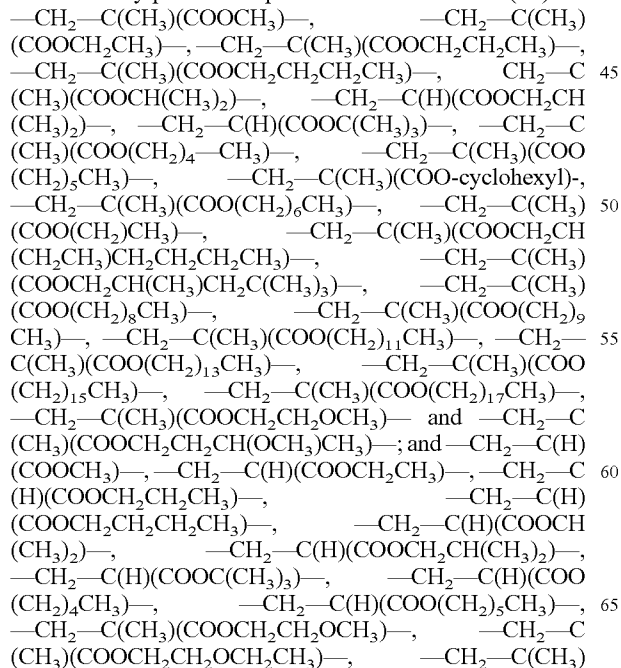 —CH₂—C(CH₃)(COOCH₃)—, —CH₂—C(CH₃)
(COOCH₂CH₃)—, —CH₂—C(CH₃)(COOCH₂CH₂CH₃)—,
—CH₂—C(CH₃)(COOCH₂CH₂CH₂CH₃)—, CH₂—C 45
(CH₃)(COOCH(CH₃)₂)—, —CH₂—C(H)(COOCH₂CH
(CH₃)₂)—, —CH₂—C(H)(COOC(CH₃)₃)—, —CH₂—C
(CH₃)(COO(CH₂)₄—CH₃)—, —CH₂—C(CH₃)(COO
(CH₂)₅CH₃)—, —CH₂—C(CH₃)(COO-cyclohexyl)-,
—CH₂—C(CH₃)(COO(CH₂)₆CH₃)—, —CH₂—C(CH₃) 50
(COO(CH₂)CH₃)—, —CH₂—C(CH₃)(COOCH₂CH
(CH₂CH₃)CH₂CH₂CH₂CH₃)—, —CH₂—C(CH₃)
(COOCH₂CH(CH₃)CH₂C(CH₃)₃)—, —CH₂—C(CH₃)
(COO(CH₂)₈CH₃)—, —CH₂—C(CH₃)(COO(CH₂)₉
CH₃)—, —CH₂—C(CH₃)(COO(CH₂)₁₁CH₃)—, —CH₂— 55
C(CH₃)(COO(CH₂)₁₃CH₃)—, —CH₂—C(CH₃)(COO
(CH₂)₁₅CH₃)—, —CH₂—C(CH₃)(COO(CH₂)₁₇CH₃)—,
—CH₂—C(CH₃)(COOCH₂CH₂OCH₃)— and —CH₂—C
(CH₃)(COOCH₂CH₂CH(OCH₃)CH₃)—; and —CH₂—C(H)
(COOCH₃)—, —CH₂—C(H)(COOCH₂CH₃)—, —CH₂—C 60
(H)(COOCH₂CH₂CH₃)—, —CH₂—C(H)
(COOCH₂CH₂CH₂CH₃)—, —CH₂—C(H)(COOCH
(CH₃)₂)—, —CH₂—C(H)(COOCH₂CH(CH₃)₂)—,
—CH₂—C(H)(COOC(CH₃)₃)—, —CH₂—C(H)(COO
(CH₂)₄CH₃)—, —CH₂—C(H)(COO(CH₂)₅CH₃)—, 65
—CH₂—C(CH₃)(COOCH₂CH₂OCH₃)—, —CH₂—C
(CH₃)(COOCH₂CH₂OCH₂CH₃)—, —CH₂—C(CH₃)